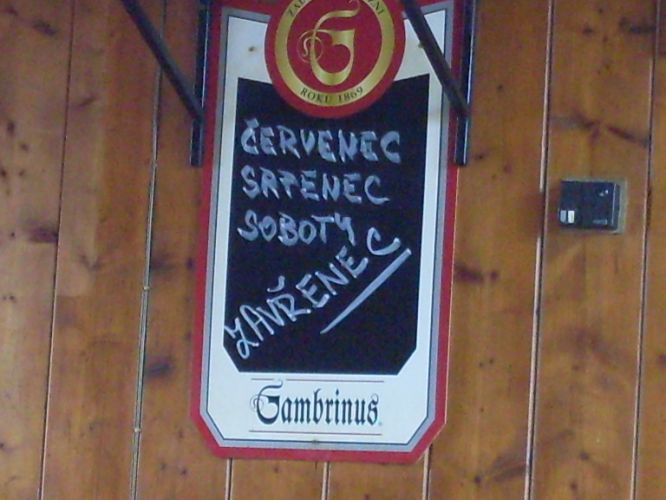 G
ROKU 1869
ČERVENEC
SRPENEC
SOBOTY
ZAVŘENEC
Gambrinus